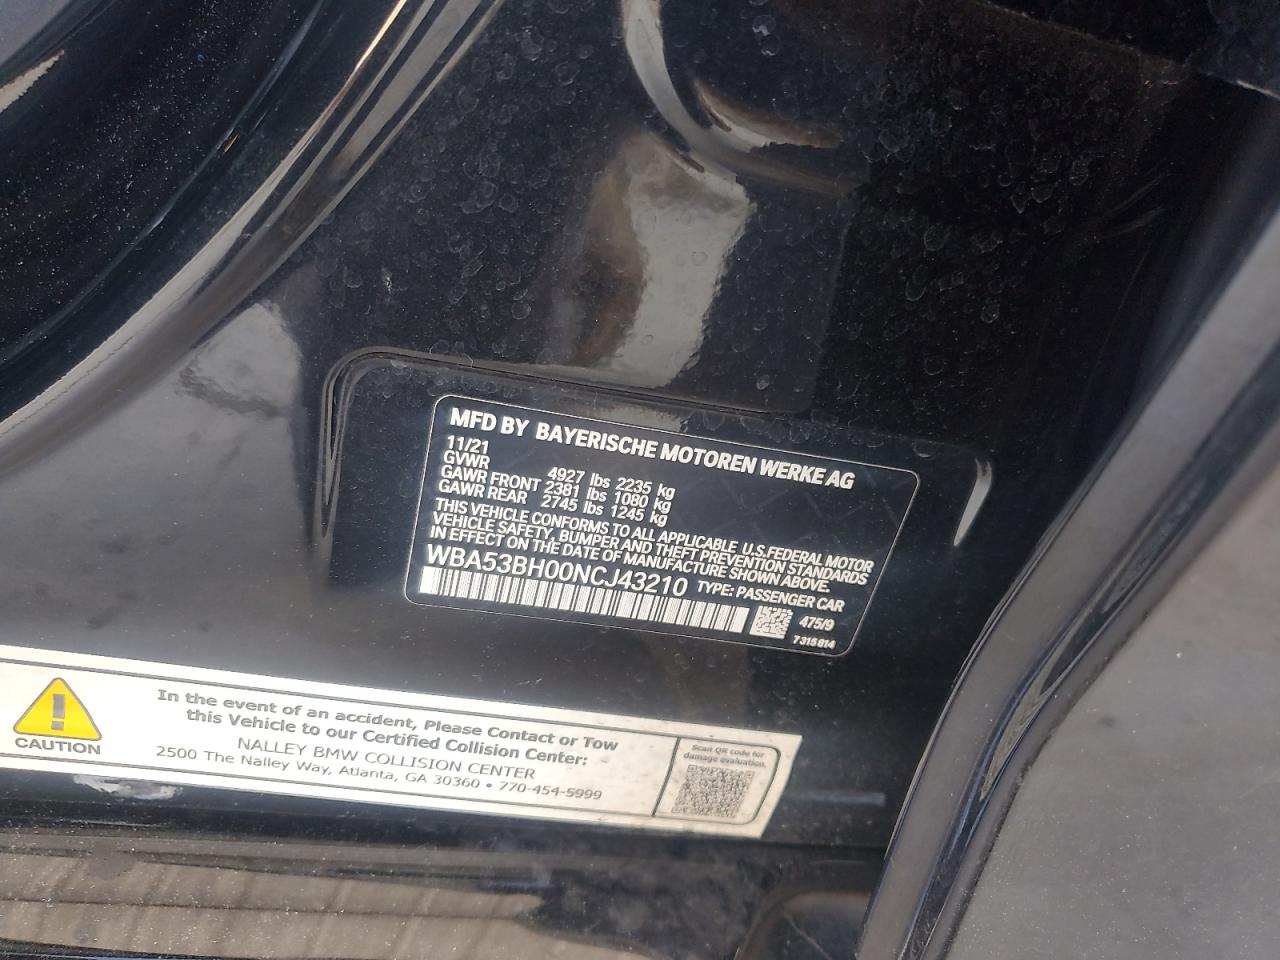 MFD BY BAYERISCHE MOTOREN WERKE AG
11/21
GVWR 4927 lbs 2235 kg
GAWR FRONT 2381 lbs 1080 kg
GAWR REAR 2745 lbs 1245 kg
THIS VEHICLE CONFORMS TO ALL APPLICABLE U.S.FEDERAL MOTOR
VEHICLE SAFETY, BUMPER AND THEFT PREVENTION STANDARDS
IN EFFECT ON THE DATE OF MANUFACTURE SHOWN ABOVE.
WBA53BH00NCJ43210 TYPE: PASSENGER CAR
475/9
7315814
CAUTION
In the event of an accident, Please Contact or Tow
this Vehicle to our Certified Collision Center:
NALLEY BMW COLLISION CENTER
2500 The Nalley Way, Atlanta, GA 30360 • 770-454-5999
Scan QR code for
damage evaluation.